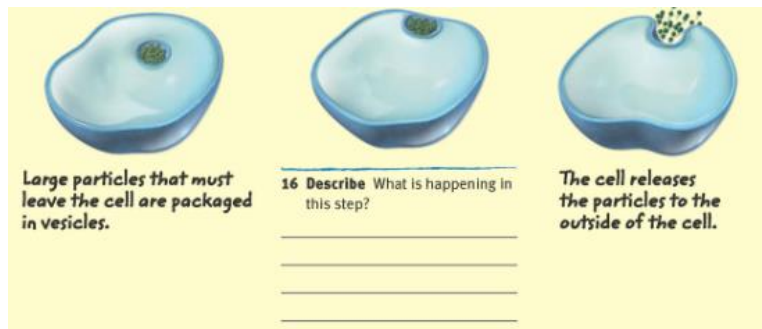 Large particles that must
leave the cell are packaged
in vesicles.
16 Describe What is happening in
this step?
The cell releases
the particles to the
outside of the cell.